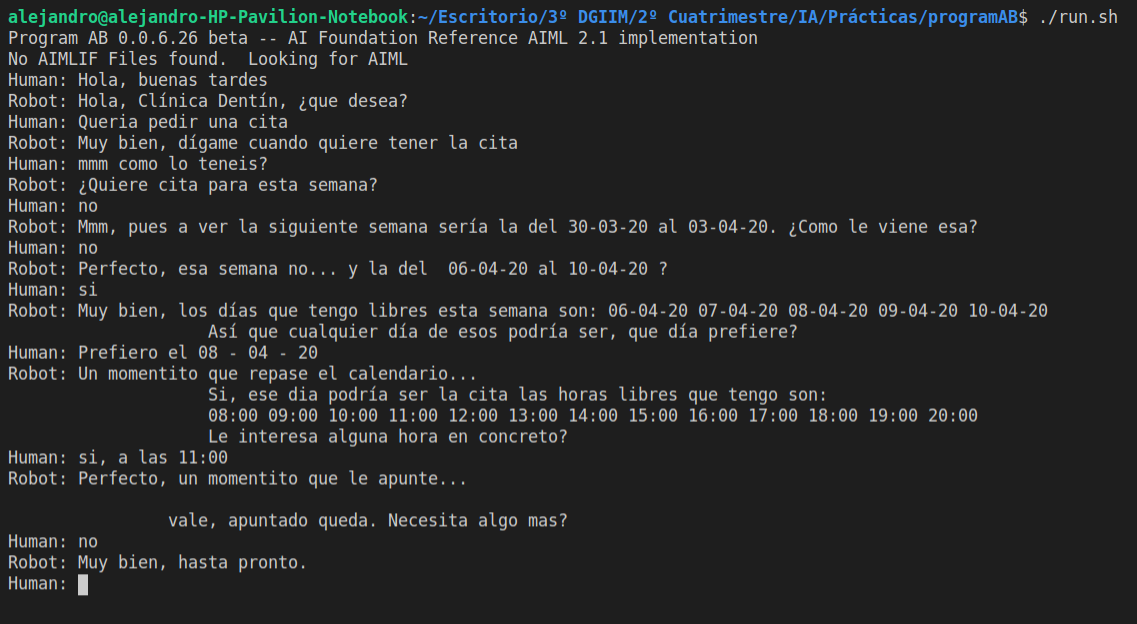 alejandro@alejandro-HP-Pavilion-Notebook:~/Escritorio/3º DGIIM/2º Cuatrimestre/IA/Prácticas/programAB$ ./run.sh
Program AB 0.0.6.26 beta -- AI Foundation Reference AIML 2.1 implementation
No AIMLIF Files found.  Looking for AIML
Human: Hola, buenas tardes
Robot: Hola, Clínica Dentín, ¿que desea?
Human: Queria pedir una cita
Robot: Muy bien, dígame cuando quiere tener la cita
Human: mmm como lo teneis?
Robot: ¿Quiere cita para esta semana?
Human: no
Robot: Mmm, pues a ver la siguiente semana sería la del 30-03-20 al 03-04-20. ¿Como le viene esa?
Human: no
Robot: Perfecto, esa semana no... y la del  06-04-20 al 10-04-20 ?
Human: si
Robot: Muy bien, los días que tengo libres esta semana son: 06-04-20 07-04-20 08-04-20 09-04-20 10-04-20
Así que cualquier día de esos podría ser, que día prefiere?
Human: Prefiero el 08 - 04 - 20
Robot: Un momentito que repase el calendario...
Si, ese dia podría ser la cita las horas libres que tengo son:
08:00 09:00 10:00 11:00 12:00 13:00 14:00 15:00 16:00 17:00 18:00 19:00 20:00
Le interesa alguna hora en concreto?
Human: si, a las 11:00
Robot: Perfecto, un momentito que le apunte...
vale, apuntado queda. Necesita algo mas?
Human: no
Robot: Muy bien, hasta pronto.
Human: